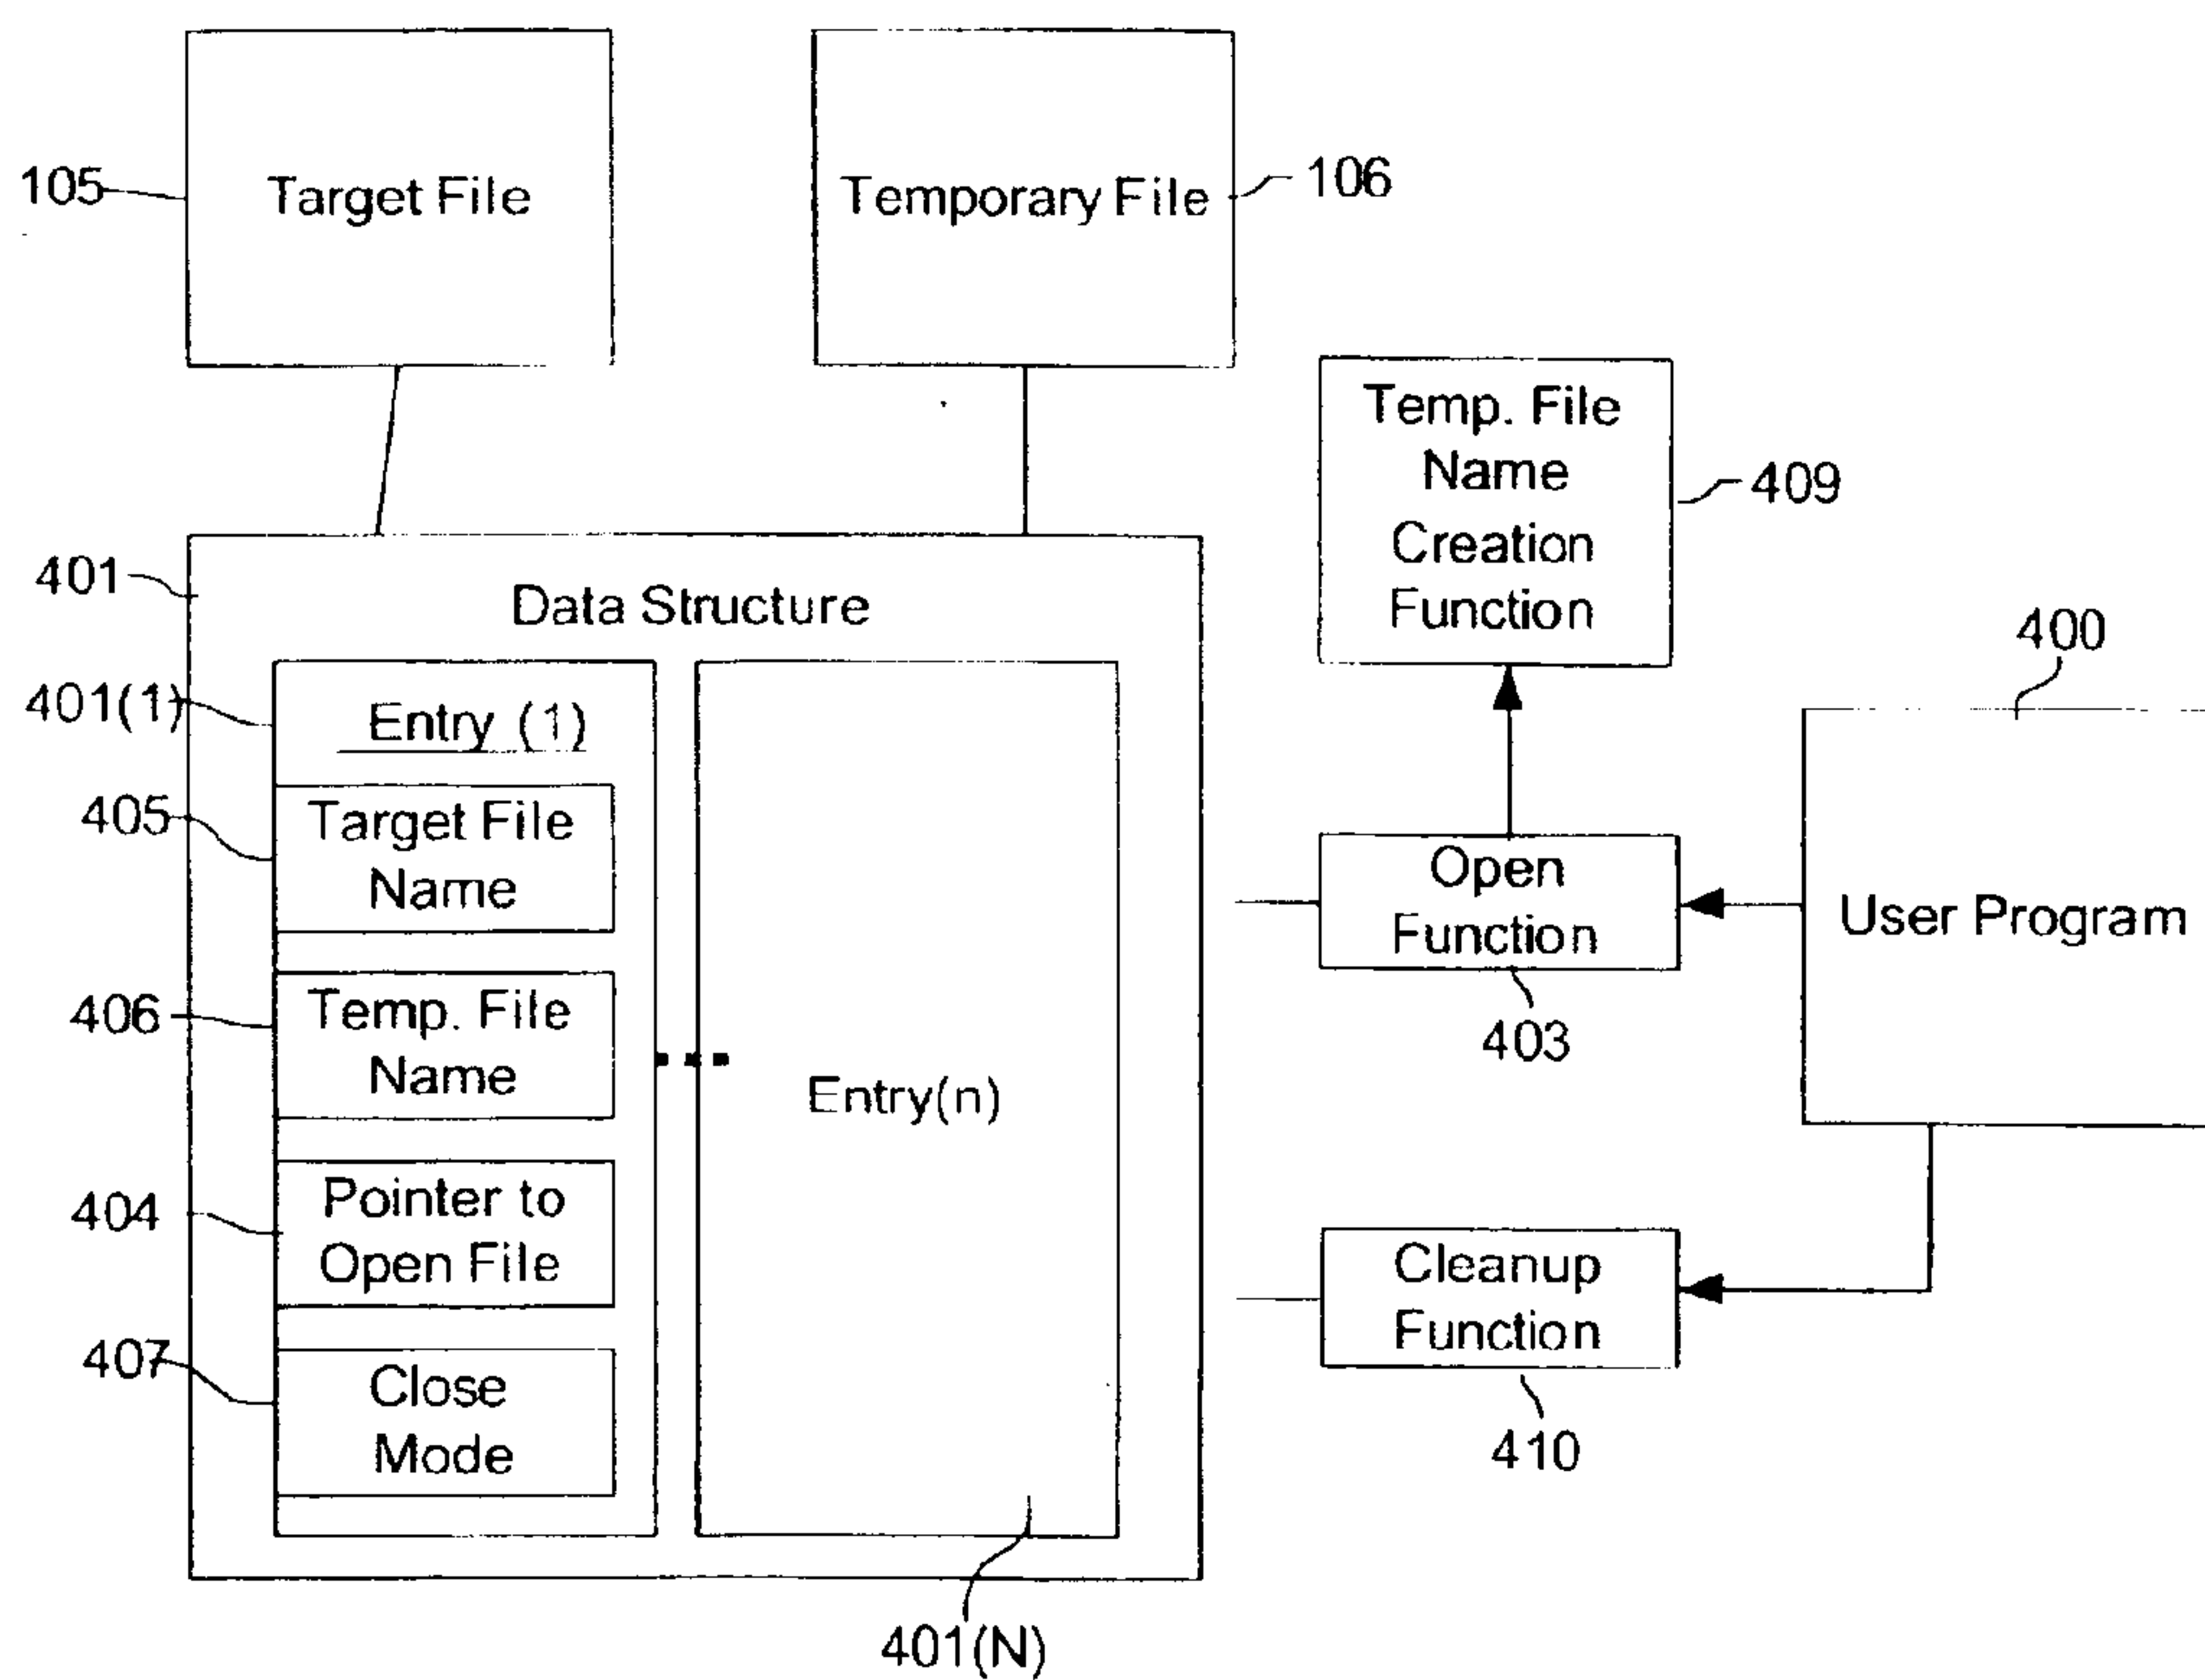 105
Target File
Temporary File
106
Temp. File
Name
Creation
Function
409
401
Data Structure
400
401(1)
Entry (1)
405
Target File
Name
Open
Function
403
User Program
406
Temp. File
Name
Entry(n)
404
Pointer to
Open File
Cleanup
Function
410
407
Close
Mode
401(N)